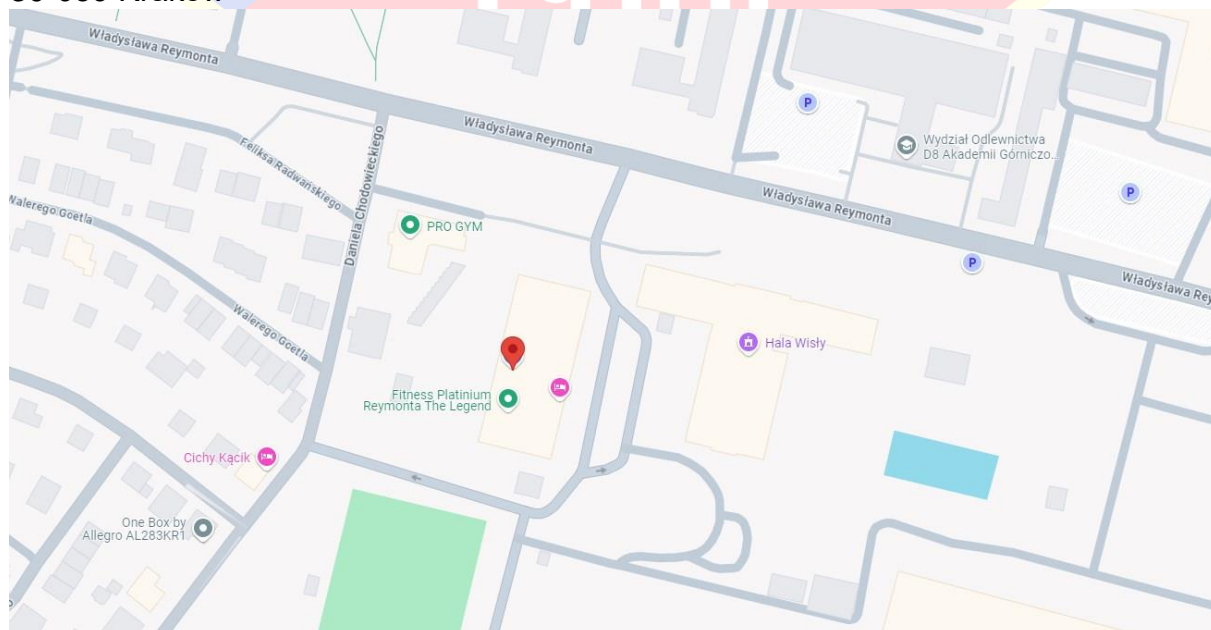 Władysława Reymonta
Władysława Reymonta
P
Wydział Odlewnictwa
D8 Akademii Górniczo...
Feliksa Radwańskiego
Daniela Chodowieckiego
P
Walerego Goetla
Władysława Reymonta
PRO GYM
P
Władysława Rey
Walerego Goetla
Hala Wisły
Fitness Platinium
Reymonta The Legend
Cichy Kącik
One Box by
Allegro AL283KR1